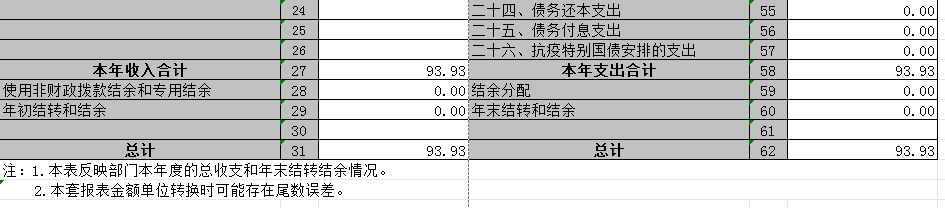 24 二十四、债务还本支出 55 0.00
25 二十五、债务付息支出 56 0.00
26 二十六、抗疫特别国债安排的支出 57 0.00
本年收入合计 27 93.93 本年支出合计 58 93.93
使用非财政拨款结余和专用结余 28 0.00 结余分配 59 0.00
年初结转和结余 29 0.00 年末结转和结余 60 0.00
30 61
总计 31 93.93 总计 62 93.93
注：1.本表反映部门本年度的总收支和年末结转结余情况。
2.本套报表金额单位转换时可能存在尾数误差。